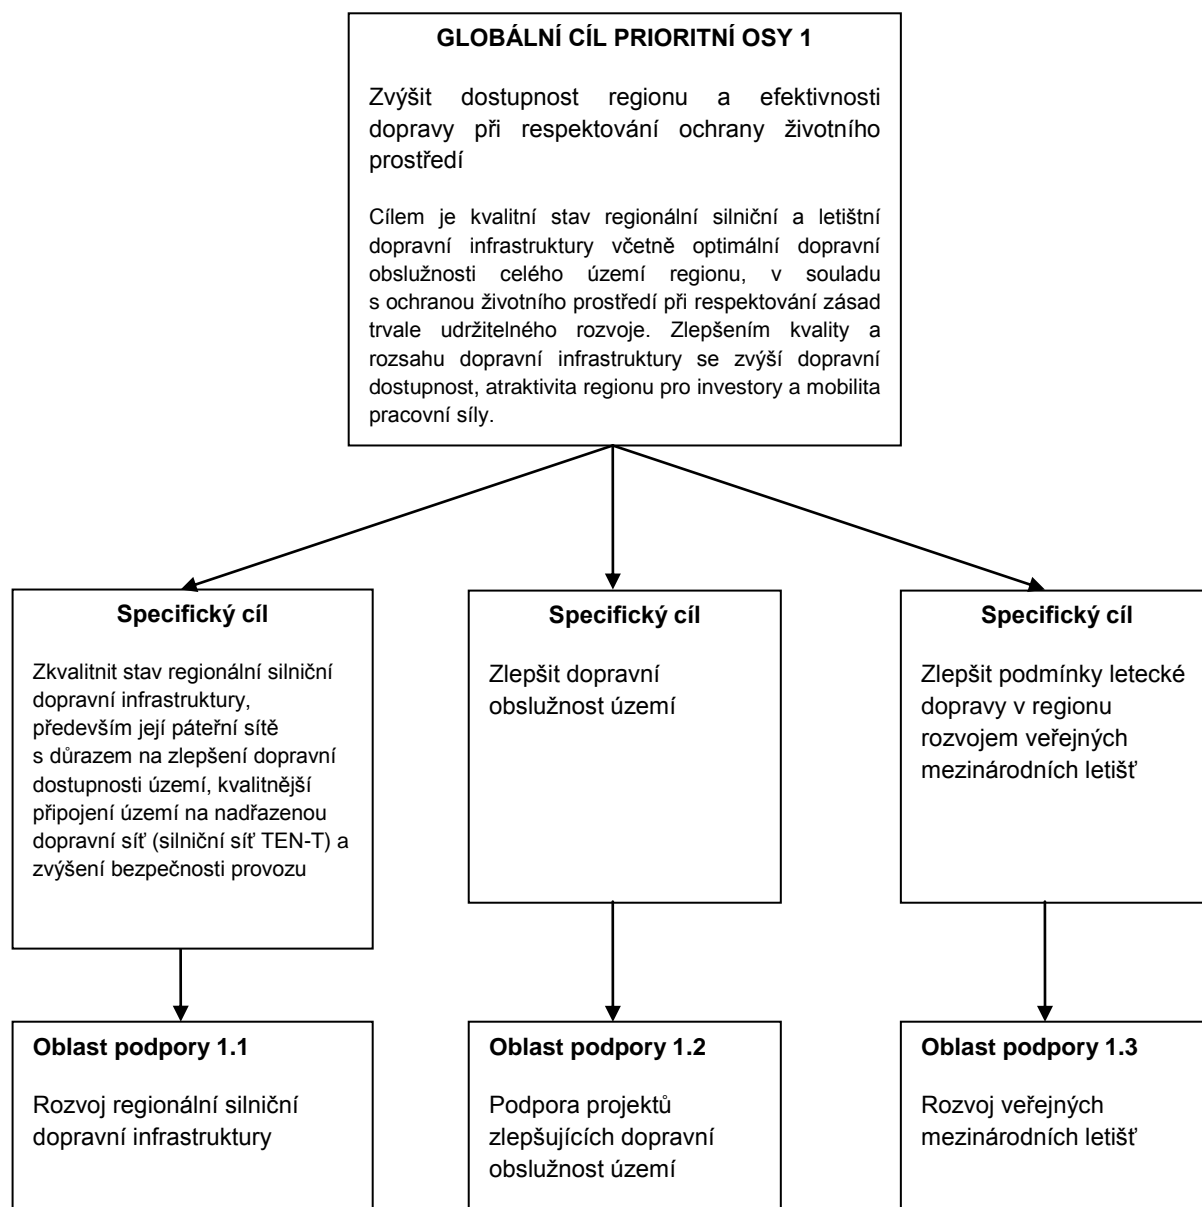 GLOBÁLNÍ CÍL PRIORITNÍ OSY 1
Zvýšit dostupnost regionu a efektivnosti
dopravy při respektování ochrany životního
prostředí
Cílem je kvalitní stav regionální silniční a letištní
dopravní infrastruktury včetně optimální dopravní
obslužnosti celého území regionu, v souladu
s ochranou životního prostředí při respektování zásad
trvale udržitelného rozvoje. Zlepšením kvality a
rozsahu dopravní infrastruktury se zvýší dopravní
dostupnost, atraktivita regionu pro investory a mobilita
pracovní síly.
Specifický cíl
Zkvalitnit stav regionální silniční
dopravní infrastruktury,
především její páteřní sítě
s důrazem na zlepšení dopravní
dostupnosti území, kvalitnější
připojení území na nadřazenou
dopravní síť (silniční síť TEN-T) a
zvýšení bezpečnosti provozu
Specifický cíl
Zlepšit dopravní
obslužnost území
Specifický cíl
Zlepšit podmínky letecké
dopravy v regionu
rozvojem veřejných
mezinárodních letišť
Oblast podpory 1.1
Rozvoj regionální silniční
dopravní infrastruktury
Oblast podpory 1.2
Podpora projektů
zlepšujících dopravní
obslužnost území
Oblast podpory 1.3
Rozvoj veřejných
mezinárodních letišť